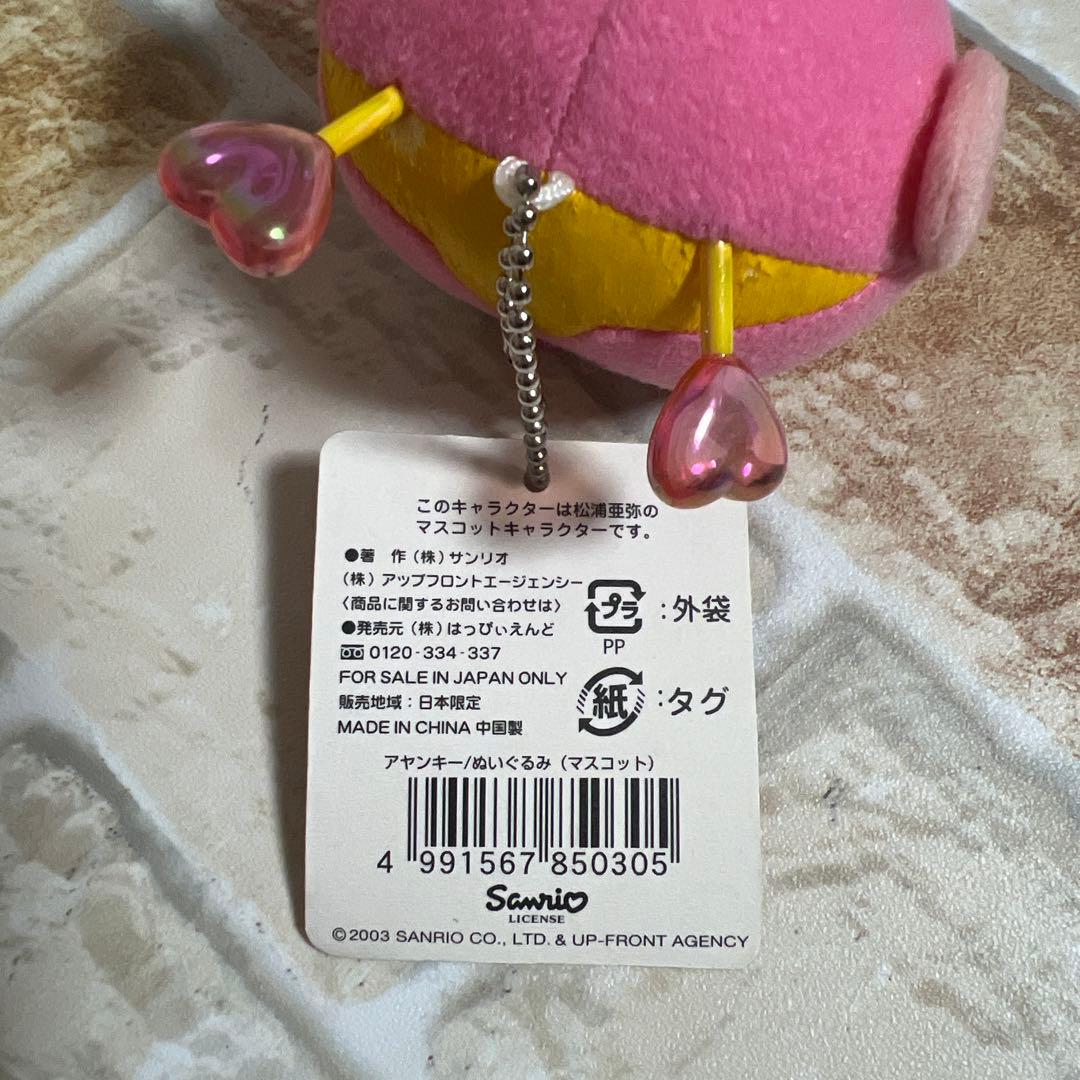 このキャラクターは松浦亜弥の
マスコットキャラクターです。
●著　作（株）サンリオ
（株）アップフロントエージェンシー
〈商品に関するお問い合わせは〉
●発売元（株）はっぴぃえんど
0120-334-337
FOR SALE IN JAPAN ONLY
販売地域：日本限定
MADE IN CHINA 中国製
プラ :外袋
PP
紙 :タグ
アヤンキー/ぬいぐるみ（マスコット）
4 991567 850305
Sanrio
LICENSE
©2003 SANRIO CO., LTD. & UP-FRONT AGENCY